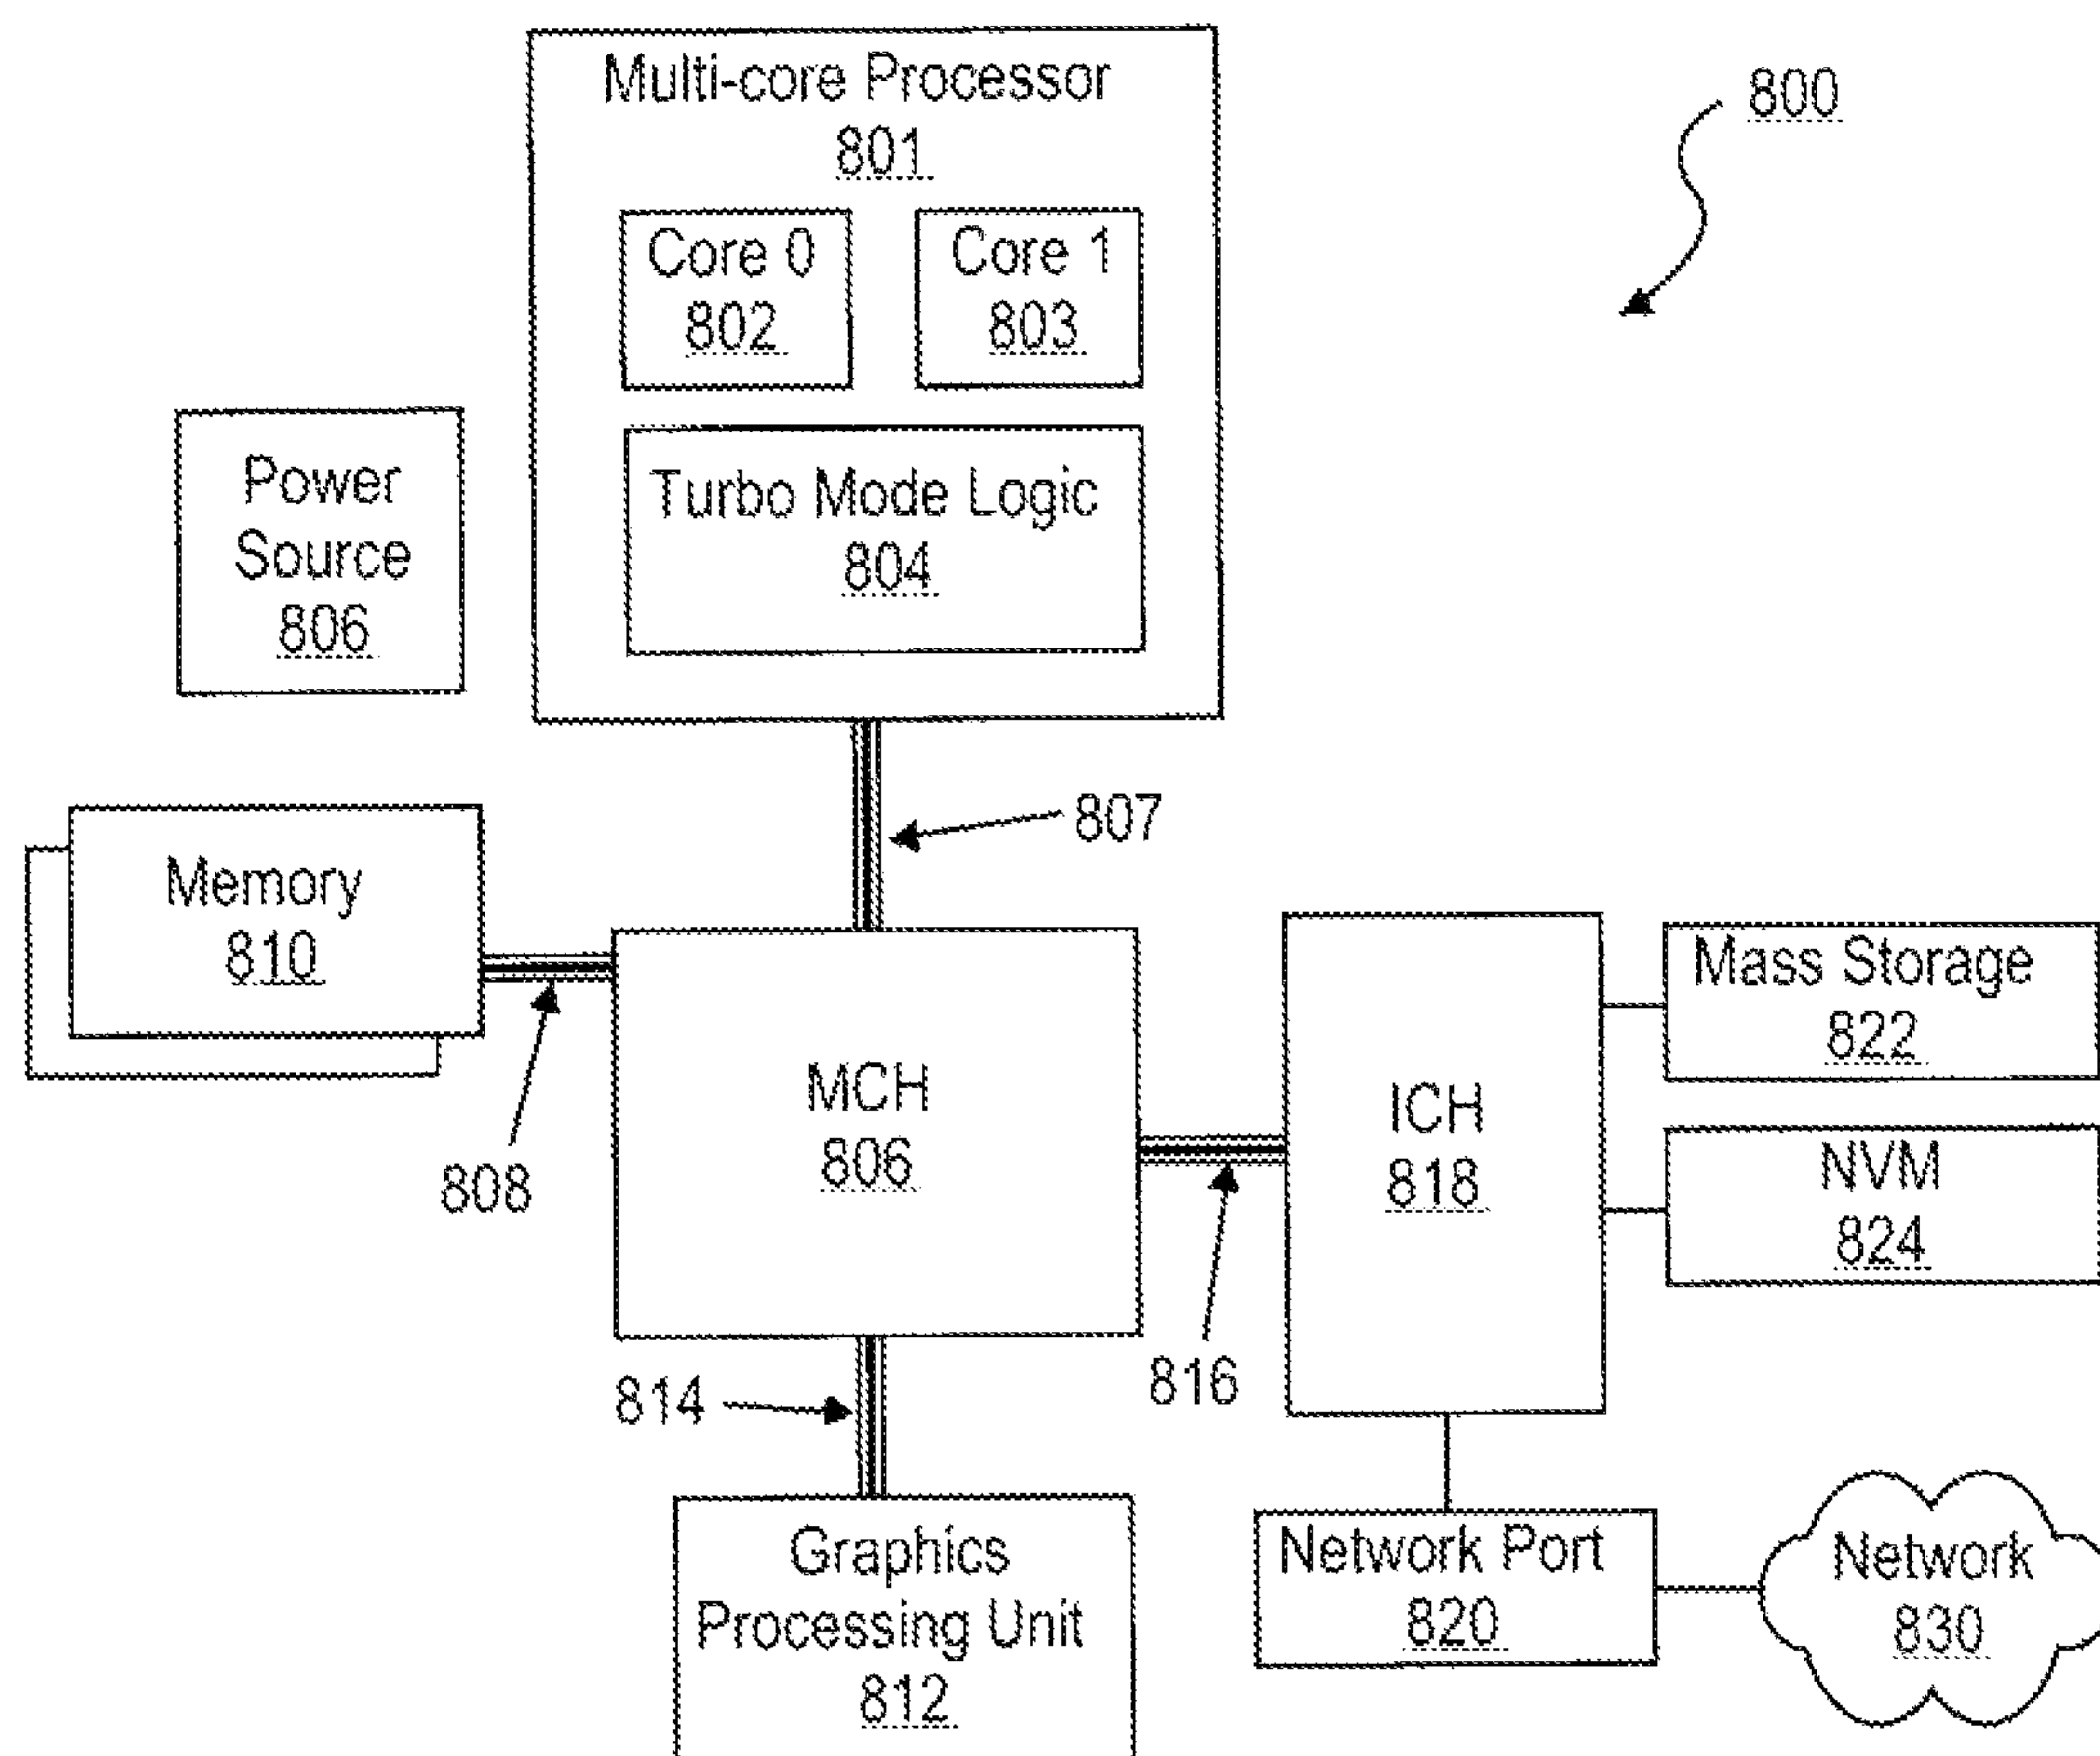 Multi-core Processor
801
800
Core 0
802
Core 1
803
Turbo Mode Logic
804
Power
Source
806
807
Memory
810
808
MCH
806
ICH
818
Mass Storage
822
NVM
824
816
814
Graphics
Processing Unit
812
Network Port
820
Network
830